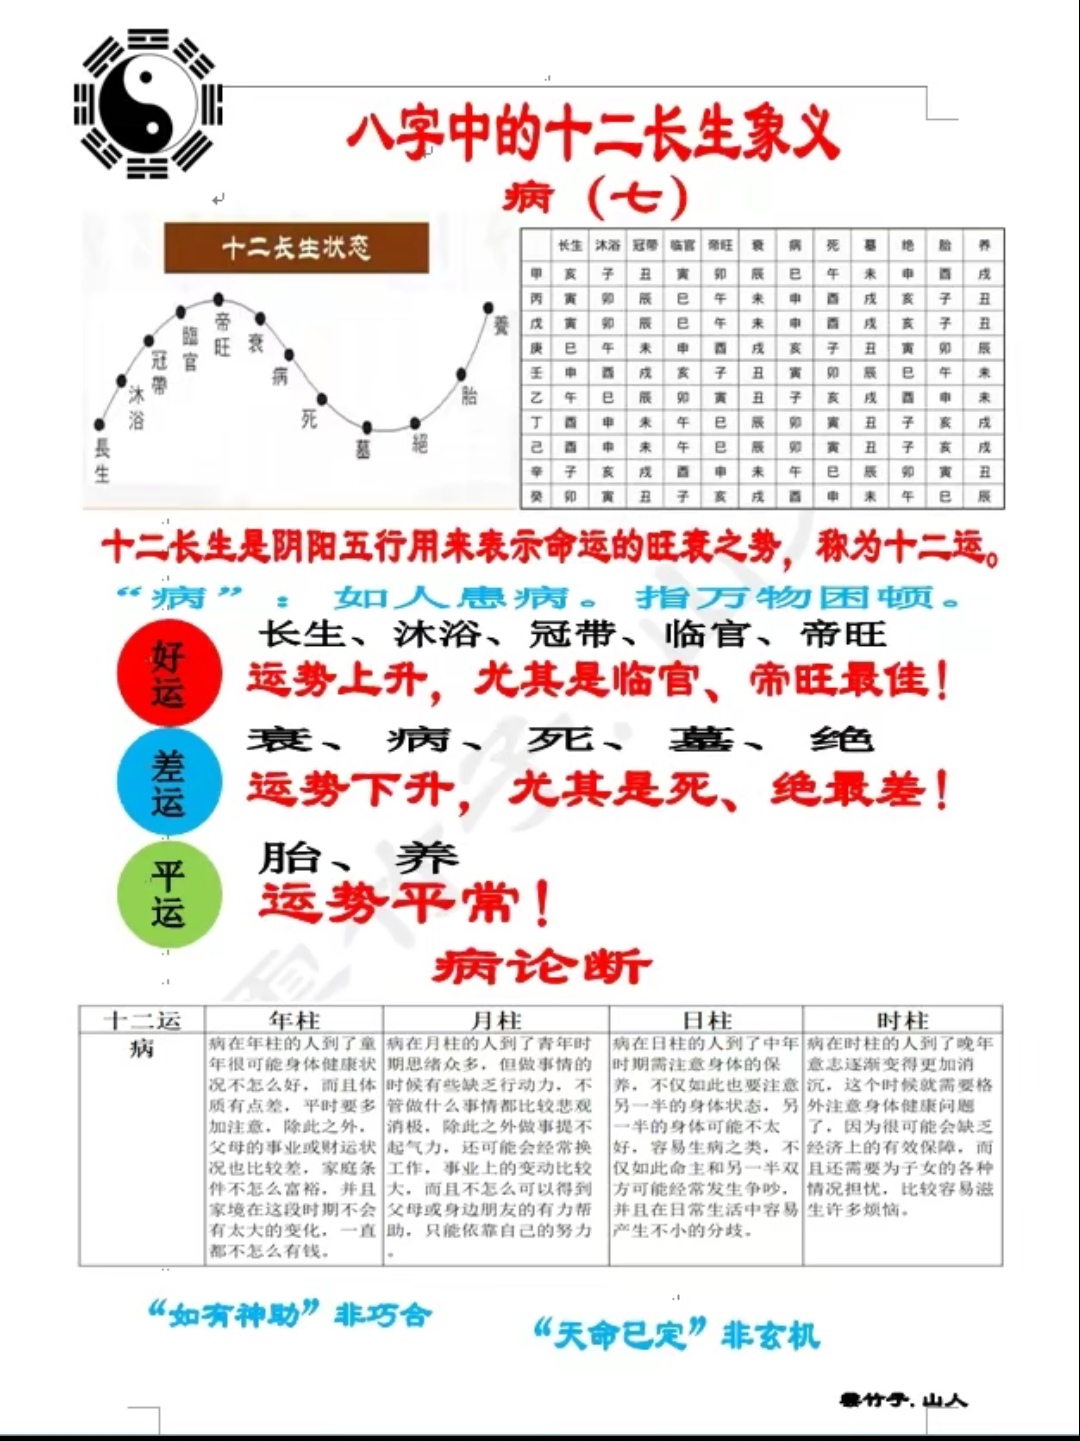 八字中的十二长生象义
病（七）
十二长生状态
長生
沐浴
冠帶
臨官
帝旺
衰
病
死
墓
絕
胎
養
长生 沐浴 冠带 临官 帝旺 衰 病 死 墓 绝 胎 养
甲 亥 子 丑 寅 卯 辰 巳 午 未 申 酉 戌
丙 寅 卯 辰 巳 午 未 申 酉 戌 亥 子 丑
戊 寅 卯 辰 巳 午 未 申 酉 戌 亥 子 丑
庚 巳 午 未 申 酉 戌 亥 子 丑 寅 卯 辰
壬 申 酉 戌 亥 子 丑 寅 卯 辰 巳 午 未
乙 午 巳 辰 卯 寅 丑 子 亥 戌 酉 申 未
丁 酉 申 未 午 巳 辰 卯 寅 丑 子 亥 戌
己 酉 申 未 午 巳 辰 卯 寅 丑 子 亥 戌
辛 子 亥 戌 酉 申 未 午 巳 辰 卯 寅 丑
癸 卯 寅 丑 子 亥 戌 酉 申 未 午 巳 辰
十二长生是阴阳五行用来表示命运的旺衰之势，称为十二运。
“病”：如人患病。指万物困顿。
好运
长生、沐浴、冠带、临官、帝旺
运势上升，尤其是临官、帝旺最佳！
差运
衰、病、死、墓、绝
运势下升，尤其是死、绝最差！
平运
胎、养
运势平常！
病论断
十二运 年柱 月柱 日柱 时柱
病
病在年柱的人到了童
年很可能身体健康状
况不怎么好，而且体
质有点差，平时要多
加注意，除此之外，
父母的事业或财运状
况也比较差，家庭条
件不怎么富裕，并且
家境在这段时期不会
有太大的变化，一直
都不怎么有钱。
病在月柱的人到了青年时
期思绪众多，但做事情的
时候有些缺乏行动力，不
管做什么事情都比较悲观
消极，除此之外做事提不
起气力，还可能会经常换
工作，事业上的变动比较
大，而且不怎么可以得到
父母或身边朋友的有力帮
助，只能依靠自己的努力
。
病在日柱的人到了中年
时期需注意身体的保
养，不仅如此也要注意
另一半的身体状态，另
一半的身体可能不太
好，容易生病之类，不
仅如此命主和另一半双
方可能经常发生争吵，
并且在日常生活中容易
产生不小的分歧。
病在时柱的人到了晚年
意志逐渐变得更加消
沉，这个时候就需要格
外注意身体健康问题
了，因为很可能会缺乏
经济上的有效保障，而
且还需要为子女的各种
情况担忧，比较容易滋
生许多烦恼。
“如有神助”非巧合
“天命已定”非玄机
竹子.山人